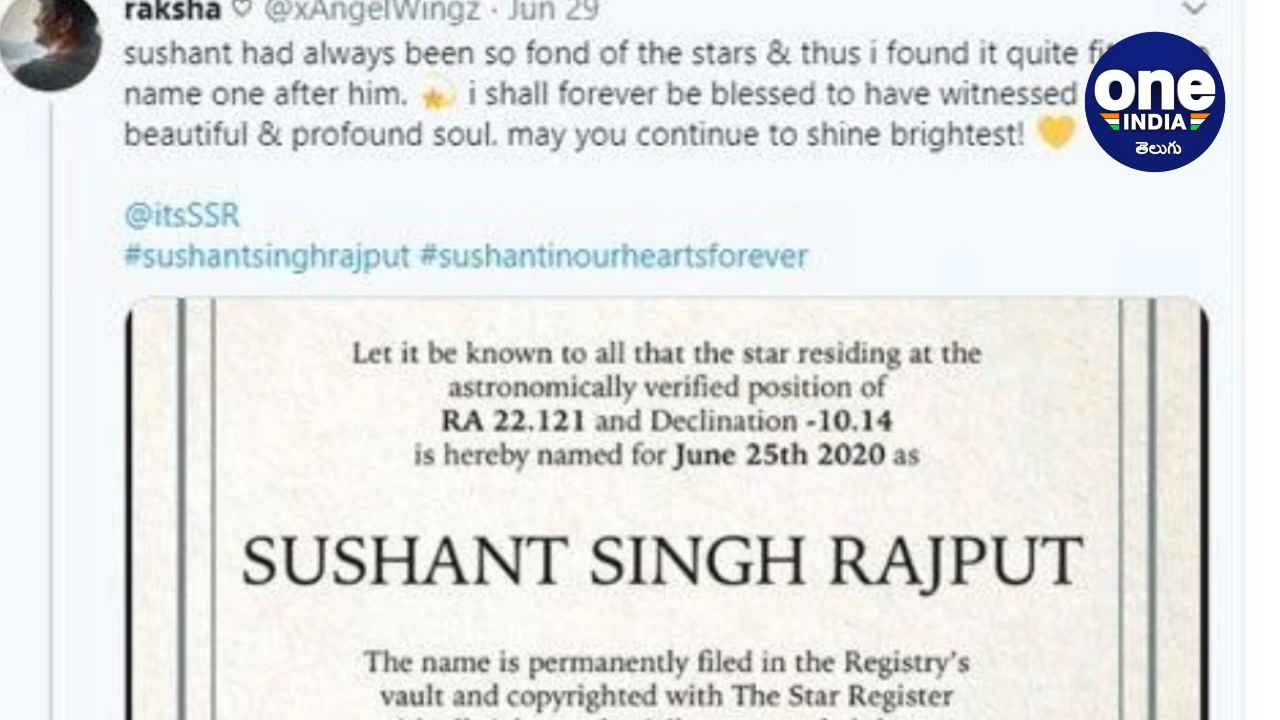 raksha ♡ @xAngelWingz · Jun 29
sushant had always been so fond of the stars & thus i found it quite
name one after him. 💫 i shall forever be blessed to have witnessed
beautiful & profound soul. may you continue to shine brightest! 💛
@itsSSR
#sushantsinghrajput #sushantinourheartsforever
one
INDIA
తెలుగు
Let it be known to all that the star residing at the
astronomically verified position of
RA 22.121 and Declination -10.14
is hereby named for June 25th 2020 as
SUSHANT SINGH RAJPUT
The name is permanently filed in the Registry's
vault and copyrighted with The Star Register